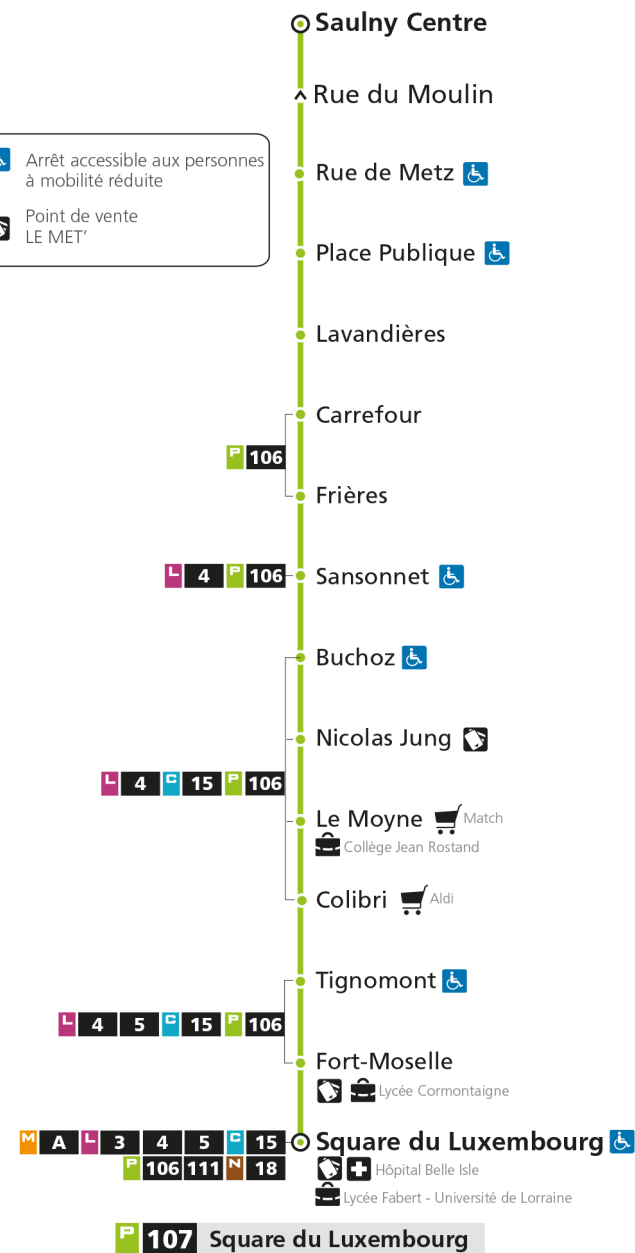 Saulny Centre
Rue du Moulin
Arrêt accessible aux personnes
à mobilité réduite
Point de vente
LE MET'
Rue de Metz
Place Publique
Lavandières
Carrefour
P 106
Frières
L 4 P 106 Sansonnet
Buchoz
Nicolas Jung
L 4 C 15 P 106
Le Moyne Match
Collège Jean Rostand
Colibri Aldi
Tignomont
L 4 5 C 15 P 106
Fort-Moselle
Lycée Cormontaigne
M A L 3 4 5 C 15 Square du Luxembourg
P 106 111 N 18 Hôpital Belle Isle
Lycée Fabert - Université de Lorraine
P 107 Square du Luxembourg